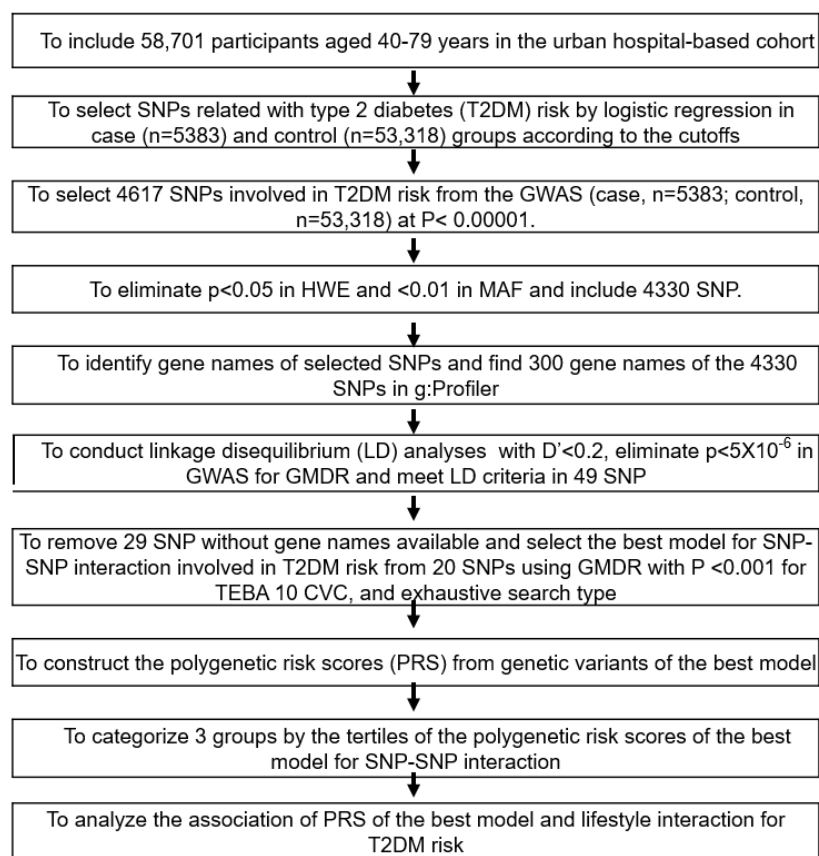 To include 58,701 participants aged 40-79 years in the urban hospital-based cohort
To select SNPs related with type 2 diabetes (T2DM) risk by logistic regression in
case (n=5383) and control (n=53,318) groups according to the cutoffs
To select 4617 SNPs involved in T2DM risk from the GWAS (case, n=5383; control,
n=53,318) at P< 0.00001.
To eliminate p<0.05 in HWE and <0.01 in MAF and include 4330 SNP.
To identify gene names of selected SNPs and find 300 gene names of the 4330
SNPs in g:Profiler
To conduct linkage disequilibrium (LD) analyses with D'<0.2, eliminate p<5X10⁻⁶ in
GWAS for GMDR and meet LD criteria in 49 SNP
To remove 29 SNP without gene names available and select the best model for SNP-
SNP interaction involved in T2DM risk from 20 SNPs using GMDR with P <0.001 for
TEBA 10 CVC, and exhaustive search type
To construct the polygenetic risk scores (PRS) from genetic variants of the best model
To categorize 3 groups by the tertiles of the polygenetic risk scores of the best
model for SNP-SNP interaction
To analyze the association of PRS of the best model and lifestyle interaction for
T2DM risk